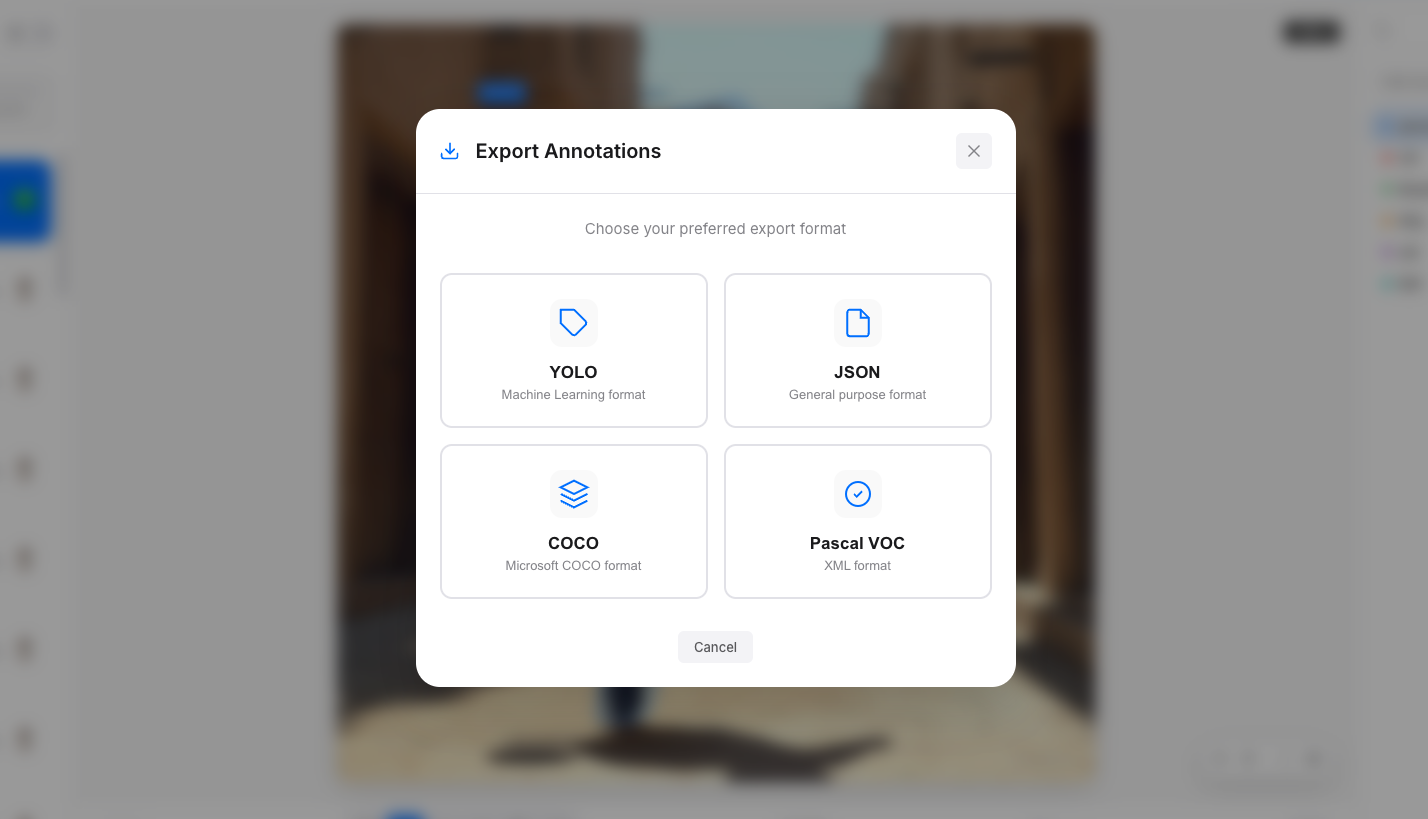 Export Annotations
Choose your preferred export format
YOLO
Machine Learning format
JSON
General purpose format
COCO
Microsoft COCO format
Pascal VOC
XML format
Cancel